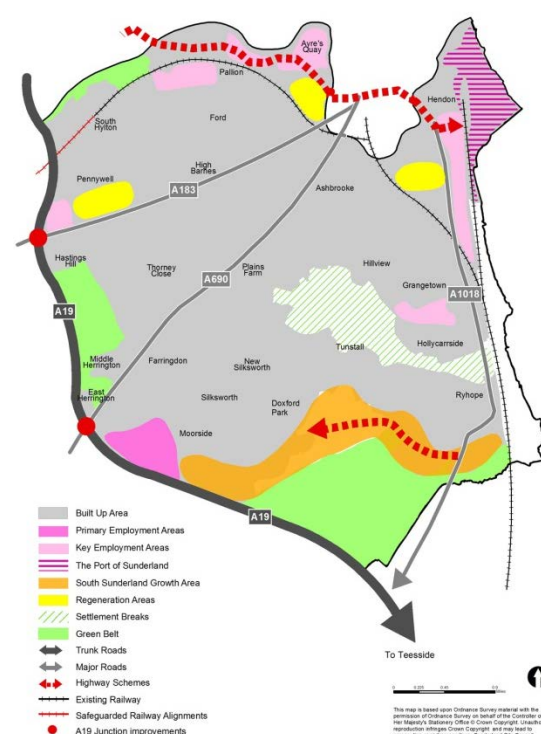 Ayre's
Quay
Pallion
Hendon
South
Hylton
Ford
High
Barnes
Pennywell
A183
Ashbrooke
Hastings
Hill
Thorney
Close
A690
Plains
Farm
Hillview
Grangetown
A1018
A19
Hollycarrside
Tunstall
Middle
Herrington
Farringdon
New
Silksworth
East
Herrington
Silksworth
Doxford
Park
Ryhope
Moorside
A19
Built Up Area
Primary Employment Areas
Key Employment Areas
The Port of Sunderland
South Sunderland Growth Area
Regeneration Areas
Settlement Breaks
Green Belt
Trunk Roads
Major Roads
Highway Schemes
Existing Railway
Safeguarded Railway Alignments
A19 Junction improvements
To Teesside
This map is based upon Ordnance Survey material with the
permission of Ordnance Survey on behalf of the Controller of
Her Majesty's Stationery Office © Crown Copyright. Unautho
reproduction infringes Crown Copyright and may lead to